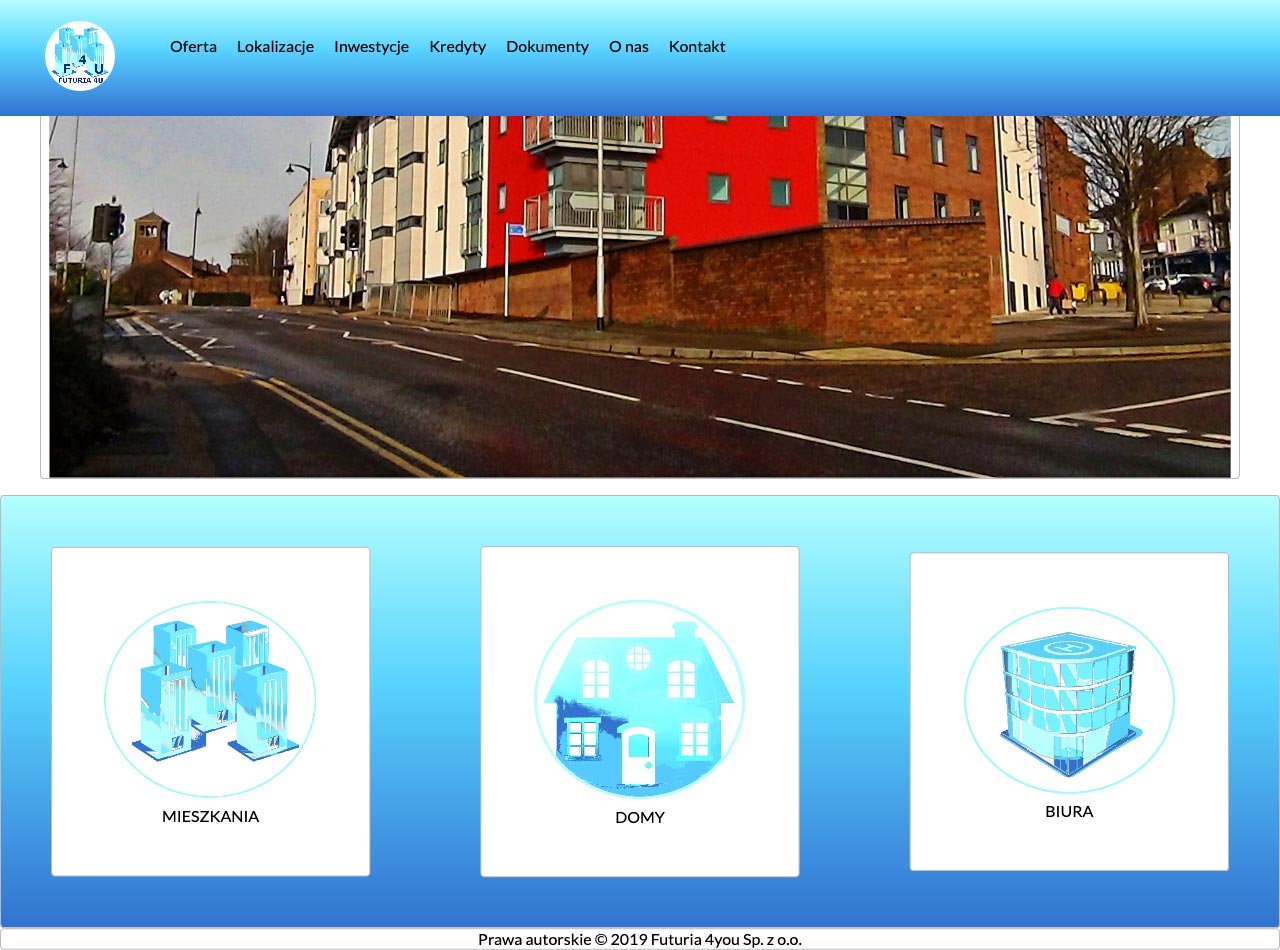 F 4 U
FUTURIA 4U
Oferta Lokalizacje Inwestycje Kredyty Dokumenty O nas Kontakt
MIESZKANIA
DOMY
BIURA
Prawa autorskie © 2019 Futuria 4you Sp. z o.o.